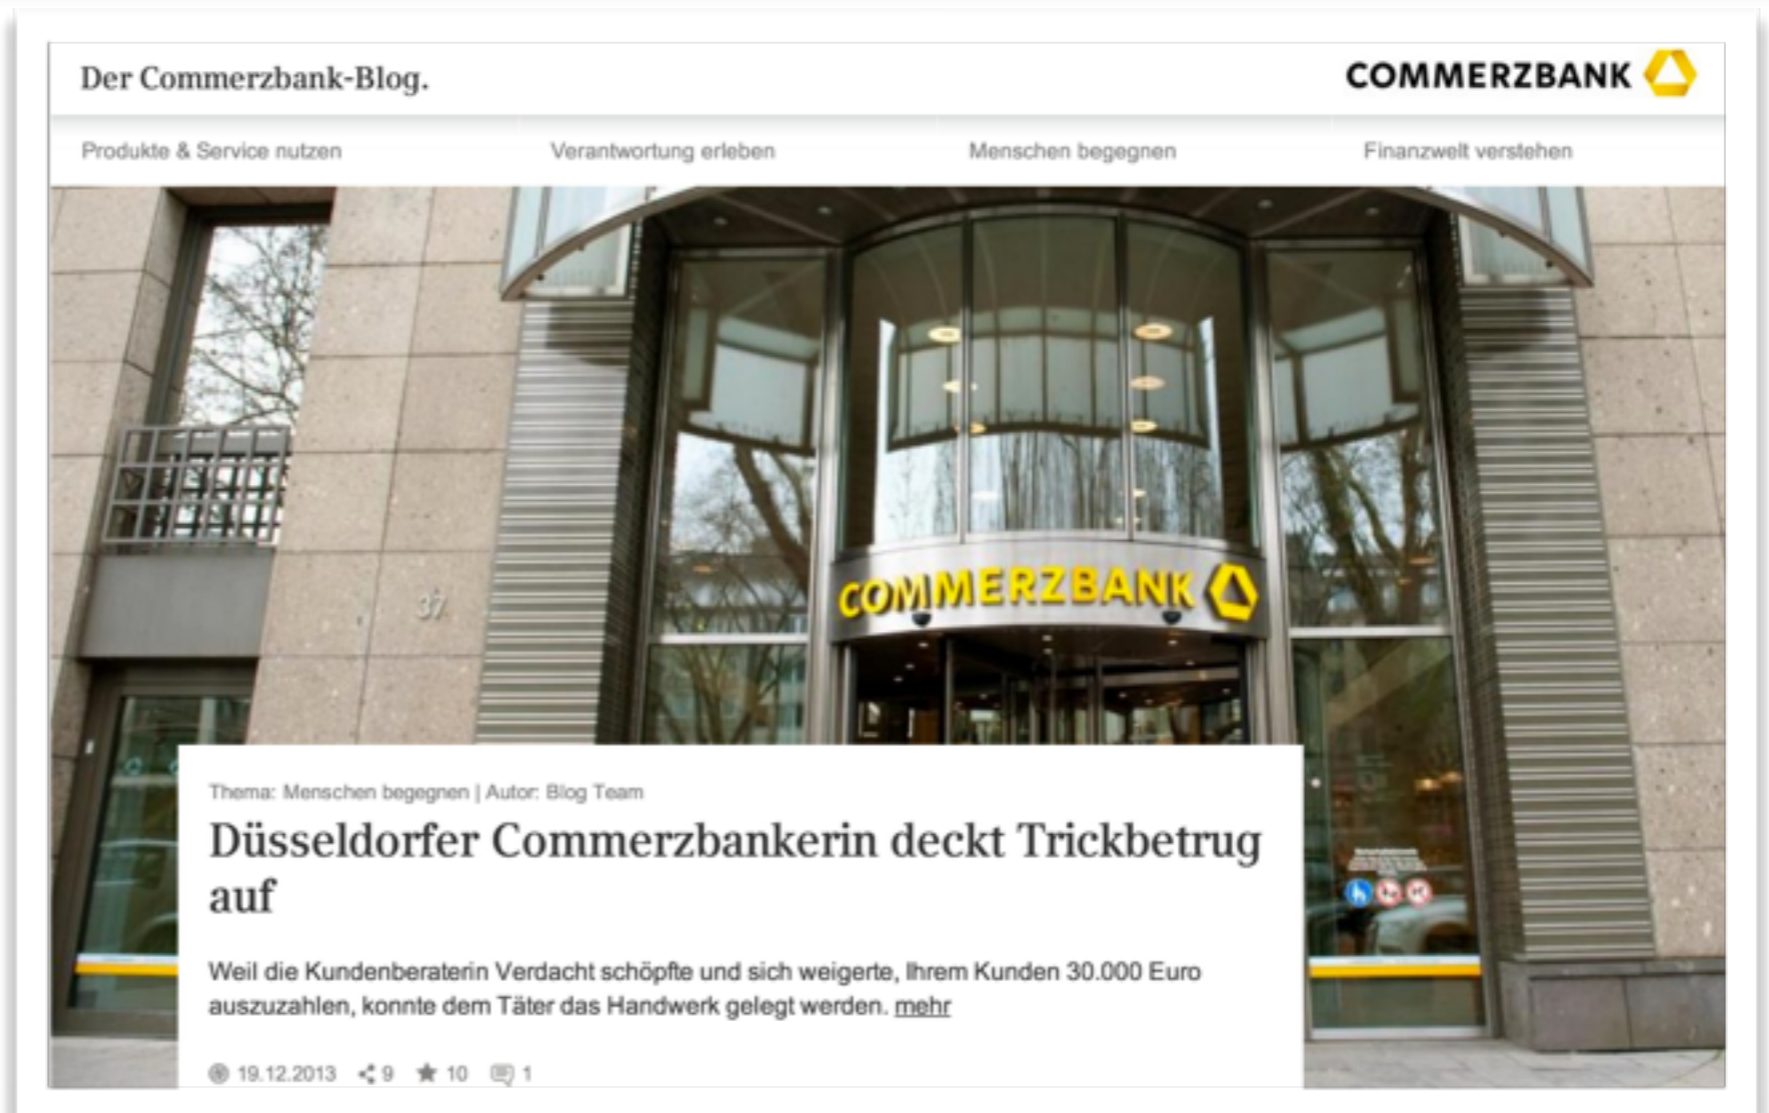 Der Commerzbank-Blog.
COMMERZBANK
Produkte & Service nutzen
Verantwortung erleben
Menschen begegnen
Finanzwelt verstehen
37
COMMERZBANK
Thema: Menschen begegnen | Autor: Blog Team
Düsseldorfer Commerzbankerin deckt Trickbetrug
auf
Weil die Kundenberaterin Verdacht schöpfte und sich weigerte, Ihrem Kunden 30.000 Euro
auszuzahlen, konnte dem Täter das Handwerk gelegt werden. mehr
19.12.2013 9 10 1